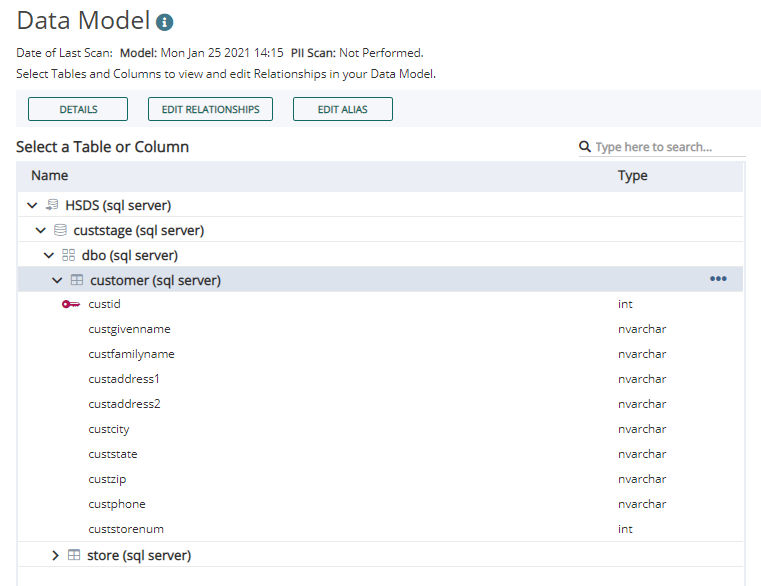 Data Model
Date of Last Scan: Model: Mon Jan 25 2021 14:15 PII Scan: Not Performed.
Select Tables and Columns to view and edit Relationships in your Data Model.
DETAILS EDIT RELATIONSHIPS EDIT ALIAS
Select a Table or Column Type here to search...
Name Type
HSDS (sql server)
custstage (sql server)
dbo (sql server)
customer (sql server)
custid int
custgivenname nvarchar
custfamilyname nvarchar
custaddress1 nvarchar
custaddress2 nvarchar
custcity nvarchar
custstate nvarchar
custzip nvarchar
custphone nvarchar
custstorenum int
store (sql server)